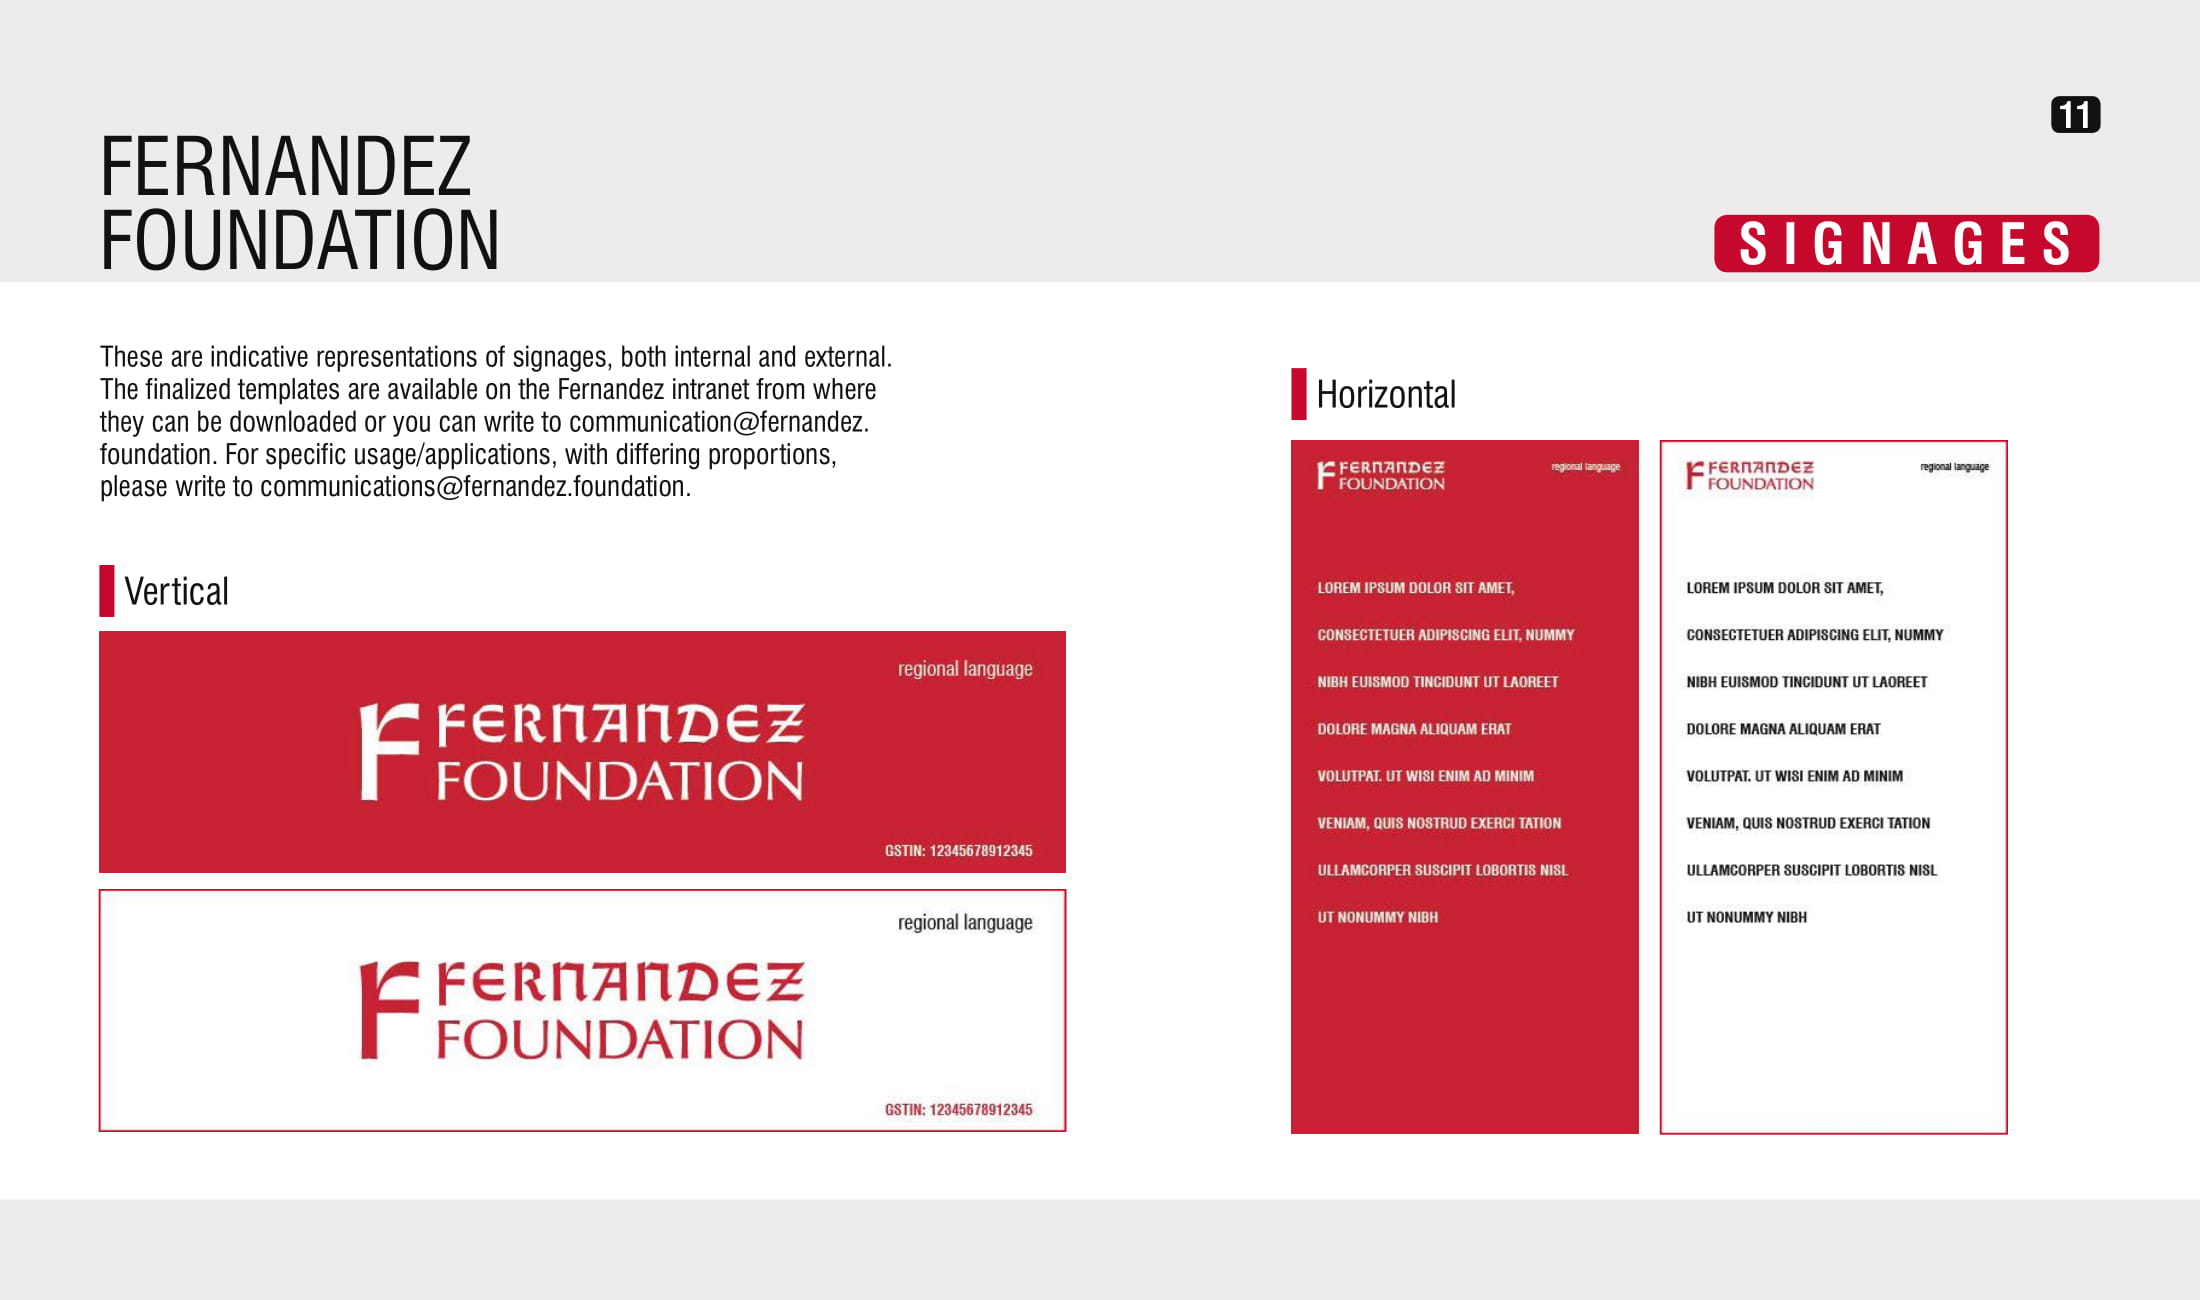 11
FERNANDEZ
FOUNDATION
SIGNAGES
These are indicative representations of signages, both internal and external.
The finalized templates are available on the Fernandez intranet from where
they can be downloaded or you can write to communication@fernandez.
foundation. For specific usage/applications, with differing proportions,
please write to communications@fernandez.foundation.
Vertical
regional language
F FERNANDEZ
FOUNDATION
GSTIN: 12345678912345
regional language
F FERNANDEZ
FOUNDATION
GSTIN: 12345678912345
Horizontal
F FERNANDEZ
FOUNDATION
regional language
LOREM IPSUM DOLOR SIT AMET,
CONSECTETUER ADIPISCING ELIT, NUMMY
NIBH EUISMOD TINCIDUNT UT LAOREET
DOLORE MAGNA ALIQUAM ERAT
VOLUTPAT. UT WISI ENIM AD MINIM
VENIAM, QUIS NOSTRUD EXERCI TATION
ULLAMCORPER SUSCIPIT LOBORTIS NISL
UT NONUMMY NIBH
F FERNANDEZ
FOUNDATION
regional language
LOREM IPSUM DOLOR SIT AMET,
CONSECTETUER ADIPISCING ELIT, NUMMY
NIBH EUISMOD TINCIDUNT UT LAOREET
DOLORE MAGNA ALIQUAM ERAT
VOLUTPAT. UT WISI ENIM AD MINIM
VENIAM, QUIS NOSTRUD EXERCI TATION
ULLAMCORPER SUSCIPIT LOBORTIS NISL
UT NONUMMY NIBH